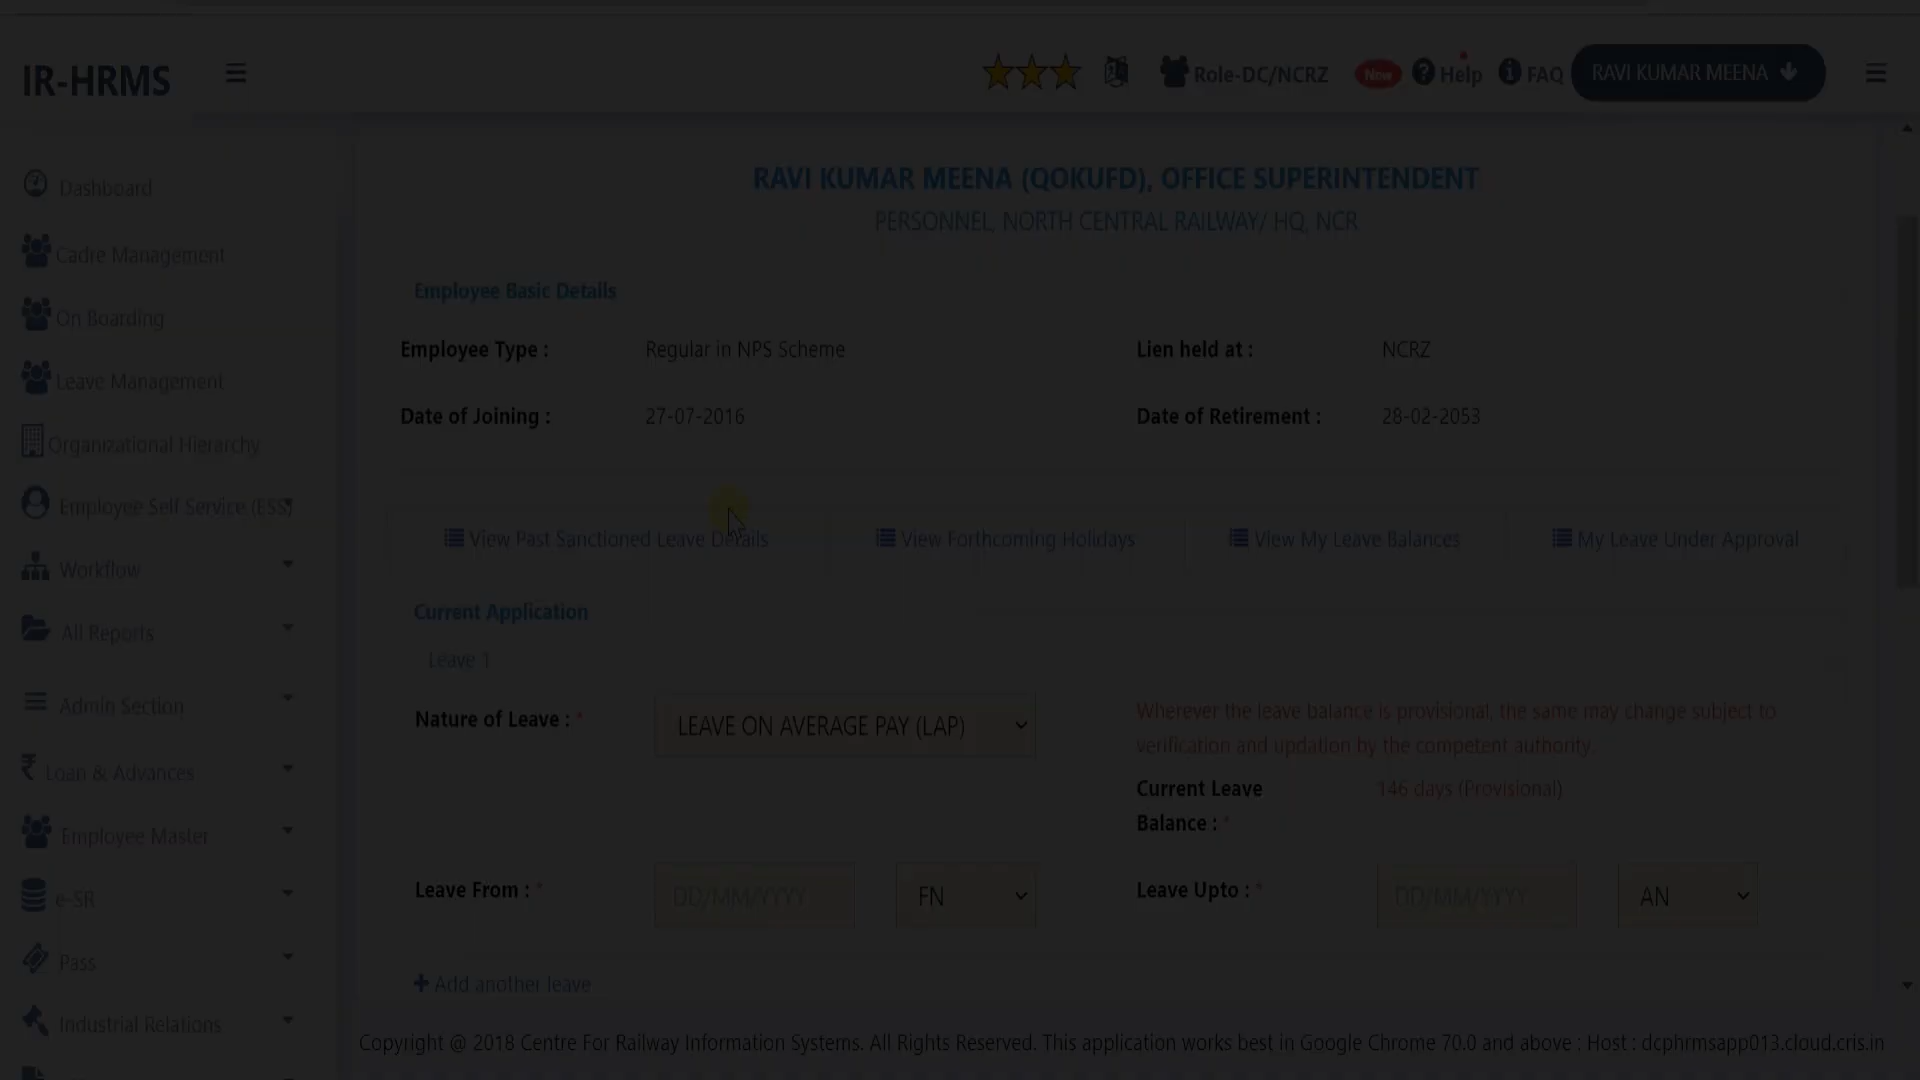 IR-HRMS
Role-DC/NCRZ
New
Help
FAQ
RAVI KUMAR MEENA
Dashboard
Cadre Management
On Boarding
Leave Management
Organizational Hierarchy
Employee Self Service (ESS)
Workflow
All Reports
Admin Section
Loan & Advances
Employee Master
e-SR
Pass
Industrial Relations
RAVI KUMAR MEENA (QOKUFD), OFFICE SUPERINTENDENT
PERSONNEL, NORTH CENTRAL RAILWAY/ HQ, NCR
Employee Basic Details
Employee Type : Regular in NPS Scheme
Lien held at : NCRZ
Date of Joining : 27-07-2016
Date of Retirement : 28-02-2053
View Past Sanctioned Leave Details
View Forthcoming Holidays
View My Leave Balances
My Leave Under Approval
Current Application
Leave 1
Nature of Leave : * LEAVE ON AVERAGE PAY (LAP)
Wherever the leave balance is provisional, the same may change subject to
verification and updation by the competent authority.
Current Leave 146 days (Provisional)
Balance : *
Leave From : * DD/MM/YYYY FN
Leave Upto : * DD/MM/YYYY AN
+ Add another leave
Copyright @ 2018 Centre For Railway Information Systems. All Rights Reserved. This application works best in Google Chrome 70.0 and above : Host : dcphrmsapp013.cloud.cris.in